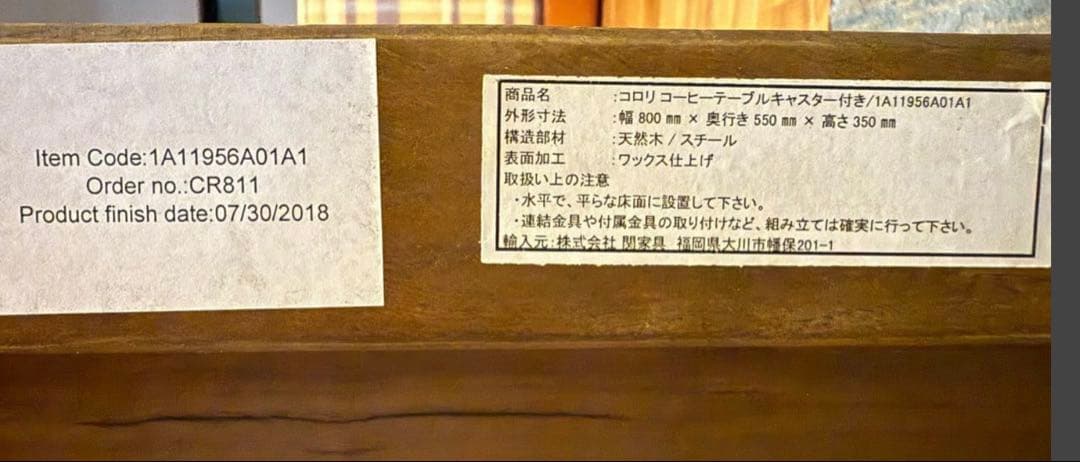 Item Code:1A11956A01A1
Order no.:CR811
Product finish date:07/30/2018
商品名 :コロリ コーヒーテーブルキャスター付き/1A11956A01A1
外形寸法 :幅 800 ㎜ × 奥行き 550 ㎜ × 高さ 350 ㎜
構造部材 :天然木 / スチール
表面加工 :ワックス仕上げ
取扱い上の注意
・水平で、平らな床面に設置して下さい。
・連結金具や付属金具の取り付けなど、組み立ては確実に行って下さい。
輸入元:株式会社 関家具 福岡県大川市幡保201-1